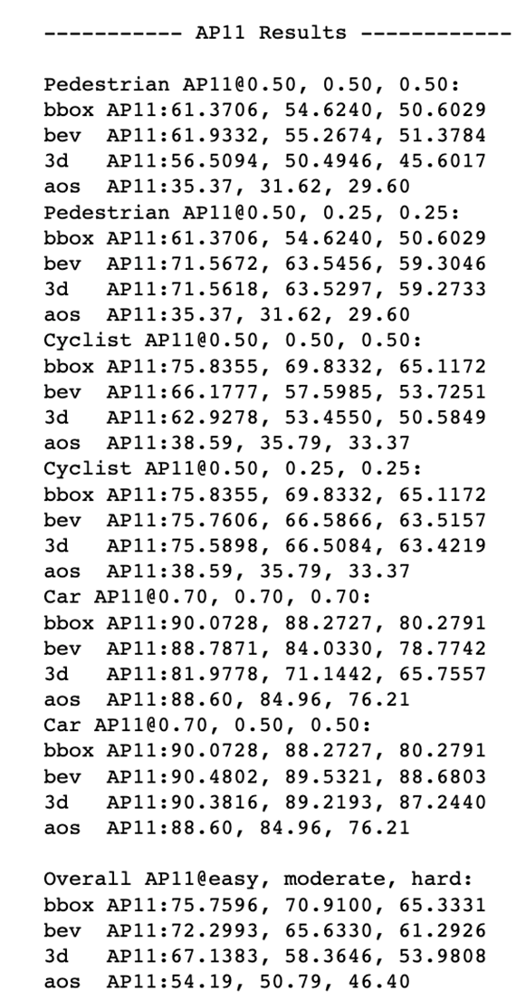 ----------- AP11 Results ------------
Pedestrian AP11@0.50, 0.50, 0.50:
bbox AP11:61.3706, 54.6240, 50.6029
bev  AP11:61.9332, 55.2674, 51.3784
3d   AP11:56.5094, 50.4946, 45.6017
aos  AP11:35.37, 31.62, 29.60
Pedestrian AP11@0.50, 0.25, 0.25:
bbox AP11:61.3706, 54.6240, 50.6029
bev  AP11:71.5672, 63.5456, 59.3046
3d   AP11:71.5618, 63.5297, 59.2733
aos  AP11:35.37, 31.62, 29.60
Cyclist AP11@0.50, 0.50, 0.50:
bbox AP11:75.8355, 69.8332, 65.1172
bev  AP11:66.1777, 57.5985, 53.7251
3d   AP11:62.9278, 53.4550, 50.5849
aos  AP11:38.59, 35.79, 33.37
Cyclist AP11@0.50, 0.25, 0.25:
bbox AP11:75.8355, 69.8332, 65.1172
bev  AP11:75.7606, 66.5866, 63.5157
3d   AP11:75.5898, 66.5084, 63.4219
aos  AP11:38.59, 35.79, 33.37
Car AP11@0.70, 0.70, 0.70:
bbox AP11:90.0728, 88.2727, 80.2791
bev  AP11:88.7871, 84.0330, 78.7742
3d   AP11:81.9778, 71.1442, 65.7557
aos  AP11:88.60, 84.96, 76.21
Car AP11@0.70, 0.50, 0.50:
bbox AP11:90.0728, 88.2727, 80.2791
bev  AP11:90.4802, 89.5321, 88.6803
3d   AP11:90.3816, 89.2193, 87.2440
aos  AP11:88.60, 84.96, 76.21
Overall AP11@easy, moderate, hard:
bbox AP11:75.7596, 70.9100, 65.3331
bev  AP11:72.2993, 65.6330, 61.2926
3d   AP11:67.1383, 58.3646, 53.9808
aos  AP11:54.19, 50.79, 46.40